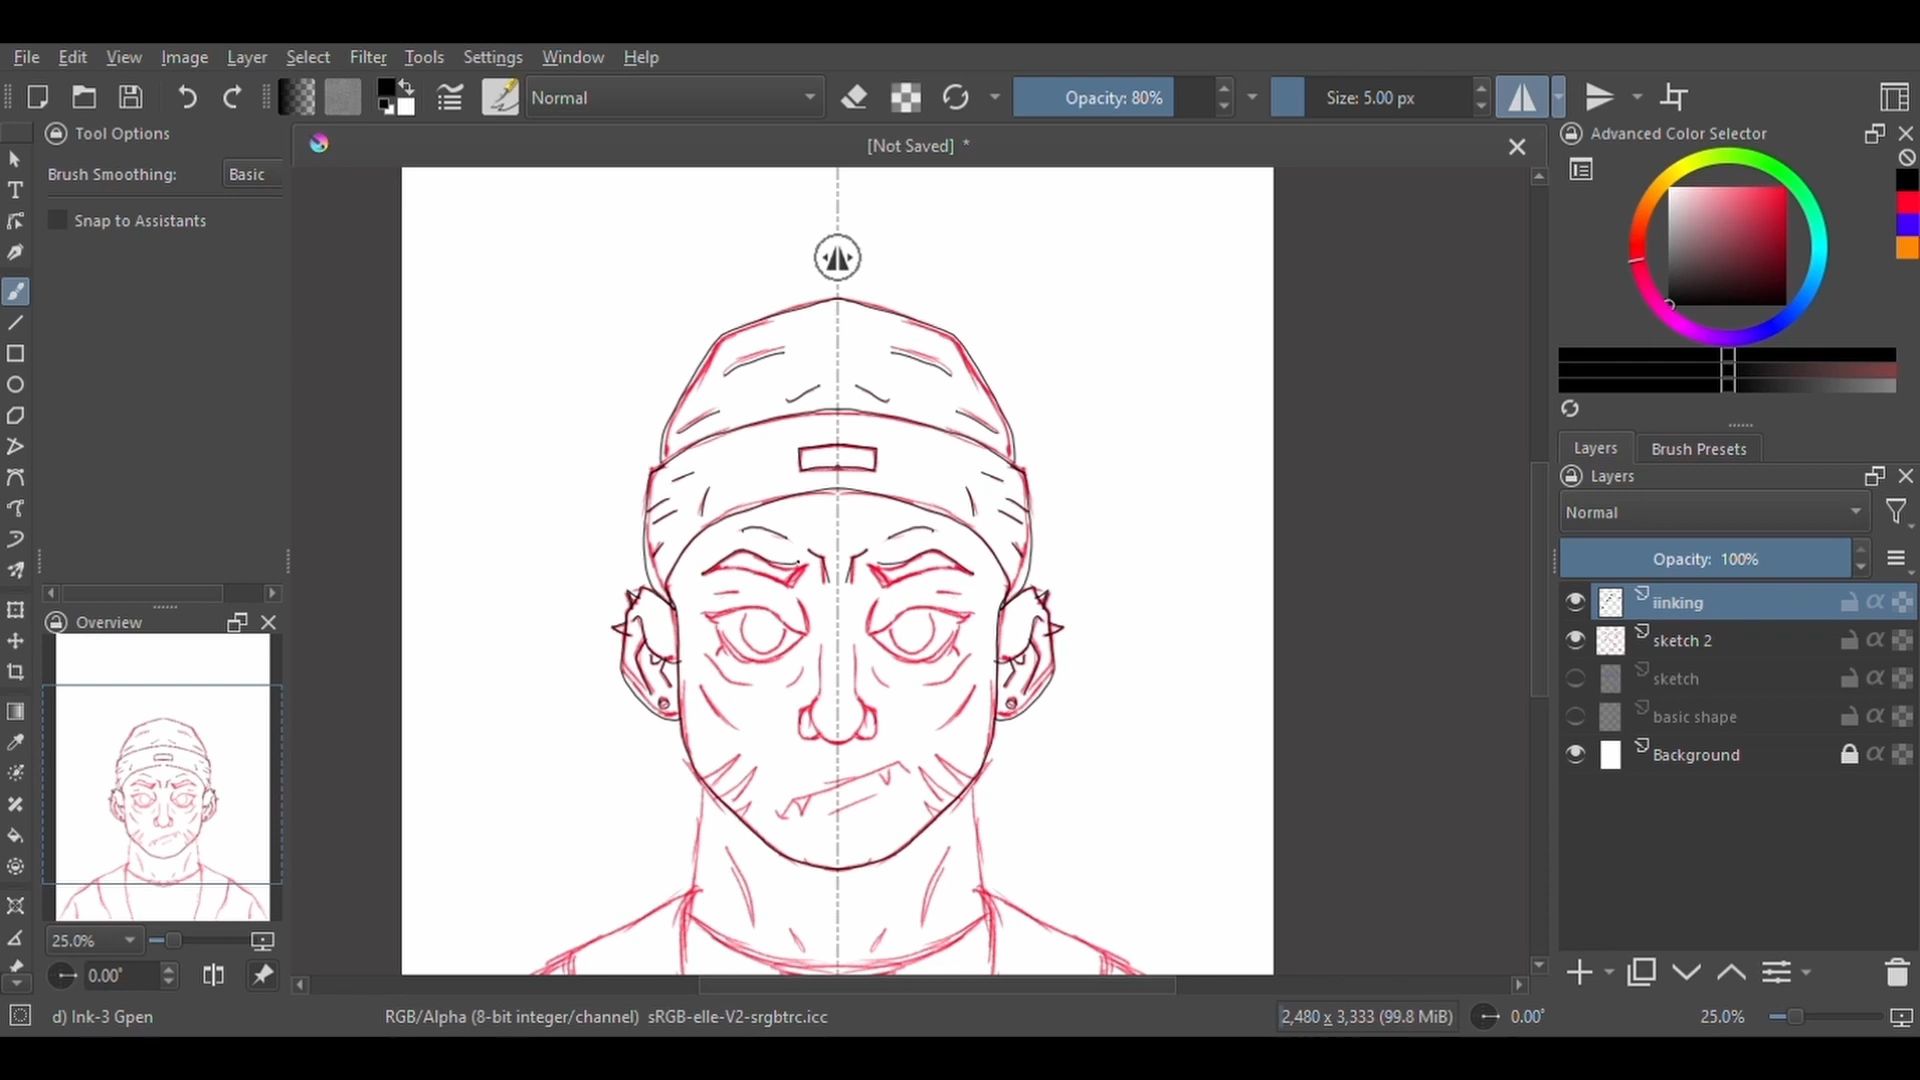 File Edit View Image Layer Select Filter Tools Settings Window Help
Normal Opacity: 80% Size: 5.00 px
Tool Options
[Not Saved] *
Advanced Color Selector
Brush Smoothing: Basic
Snap to Assistants
Layers Brush Presets
Layers
Normal
Opacity: 100%
iinking
sketch 2
sketch
basic shape
Background
Overview
25.0%
0.00°
d) Ink-3 Gpen
RGB/Alpha (8-bit integer/channel) sRGB-elle-V2-srgbtrc.icc
2,480 x 3,333 (99.8 MiB)
0.00°
25.0%